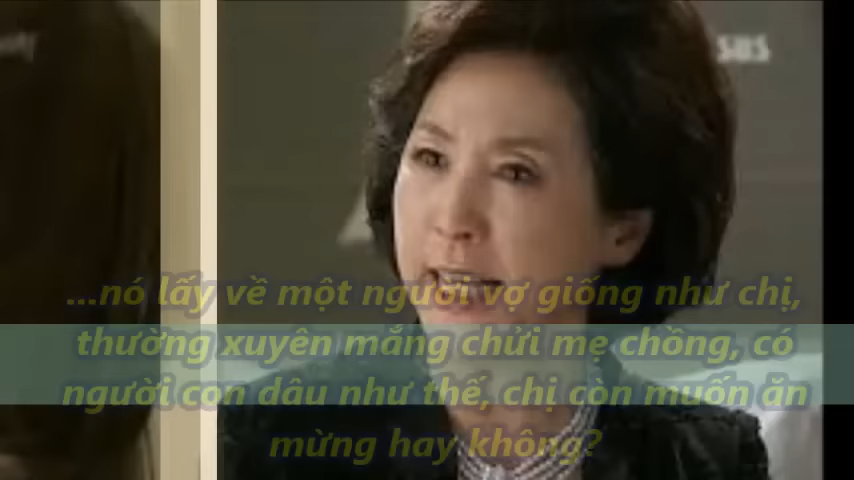 SBS
...nó lấy về một người vợ giống như chị,
thường xuyên mắng chửi mẹ chồng, có
người con dâu như thế, chị còn muốn ăn
mừng hay không?